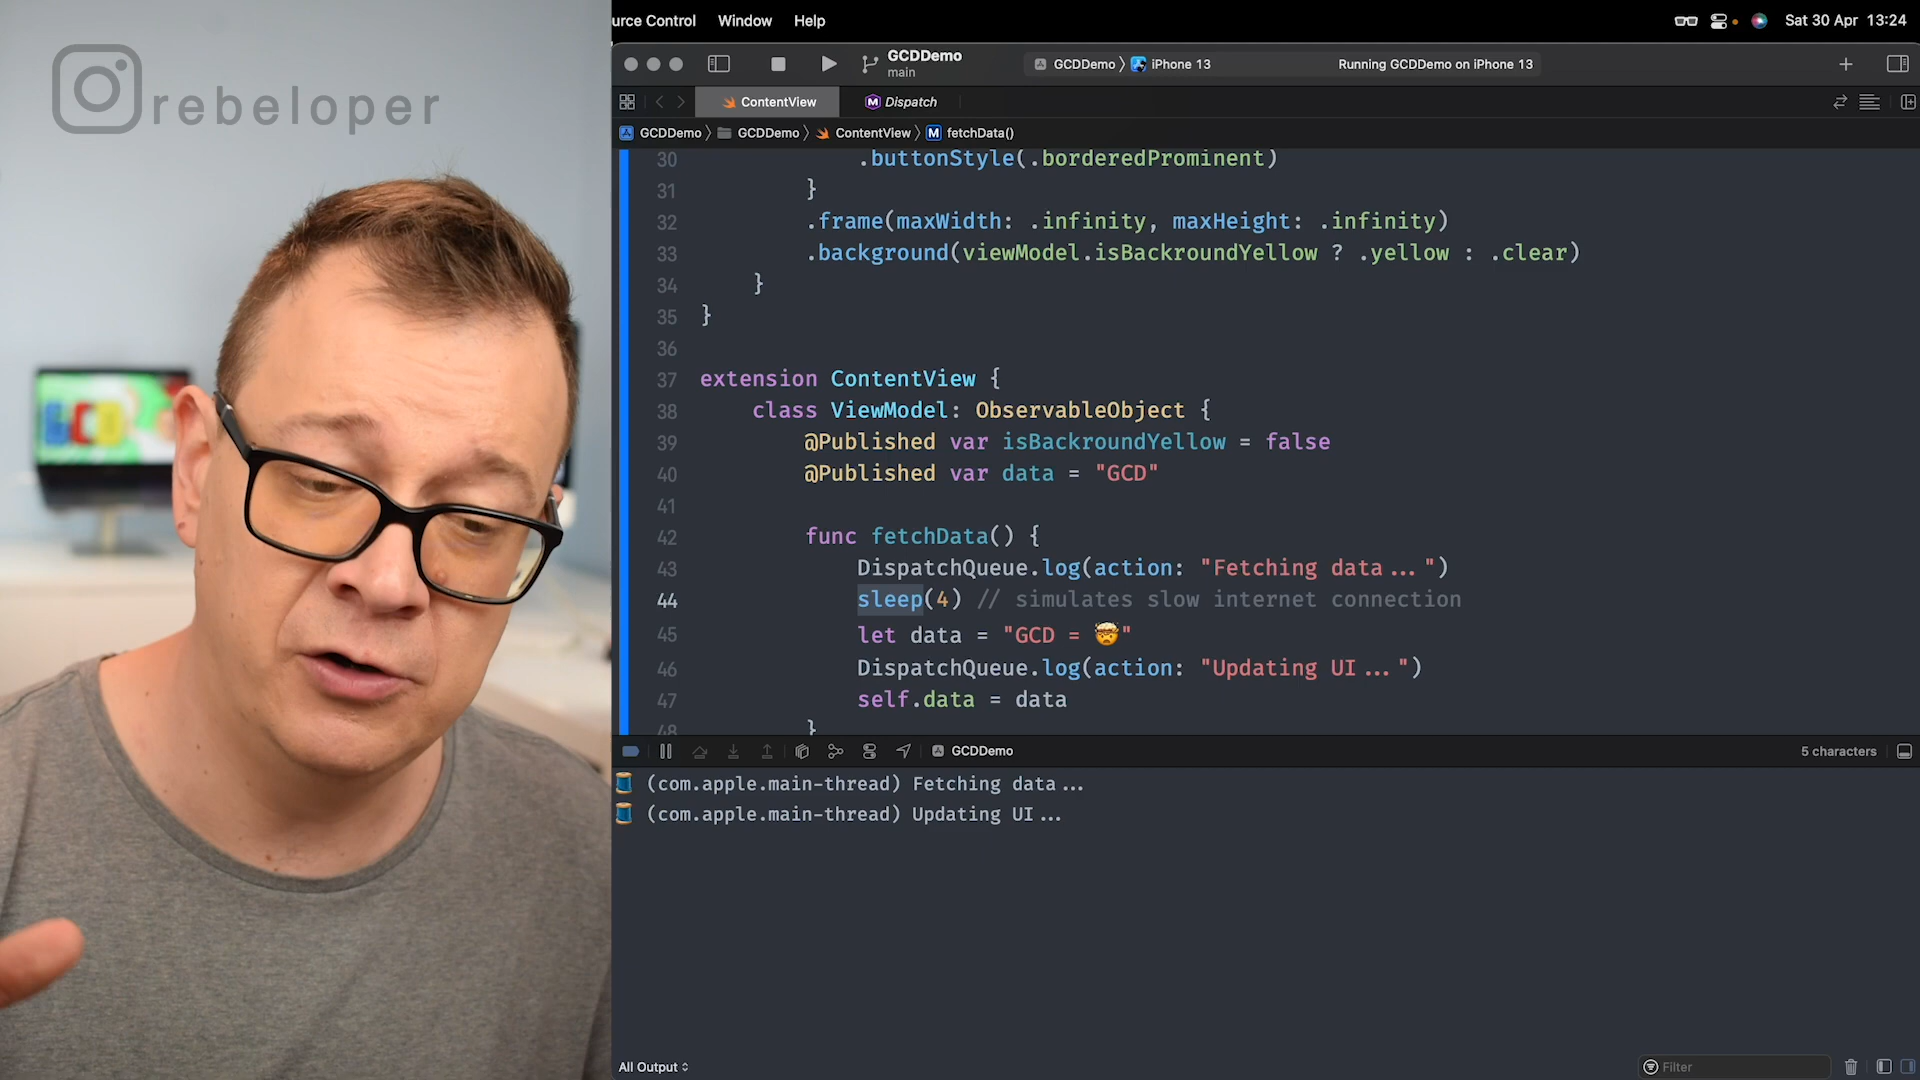 rebeloper
urce Control Window Help
Sat 30 Apr 13:24
GCDDemo
main
GCDDemo 〉 iPhone 13
Running GCDDemo on iPhone 13
ContentView
M Dispatch
GCDDemo 〉 GCDDemo 〉 ContentView 〉 M fetchData()
30 .buttonStyle(.borderedProminent)
31 }
32 .frame(maxWidth: .infinity, maxHeight: .infinity)
33 .background(viewModel.isBackroundYellow ? .yellow : .clear)
34 }
35 }
36
37 extension ContentView {
38 class ViewModel: ObservableObject {
39 @Published var isBackroundYellow = false
40 @Published var data = "GCD"
41
42 func fetchData() {
43 DispatchQueue.log(action: "Fetching data...")
44 sleep(4) // simulates slow internet connection
45 let data = "GCD = 🤯"
46 DispatchQueue.log(action: "Updating UI...")
47 self.data = data
48 }
GCDDemo
5 characters
🧵 (com.apple.main-thread) Fetching data...
🧵 (com.apple.main-thread) Updating UI...
All Output
Filter